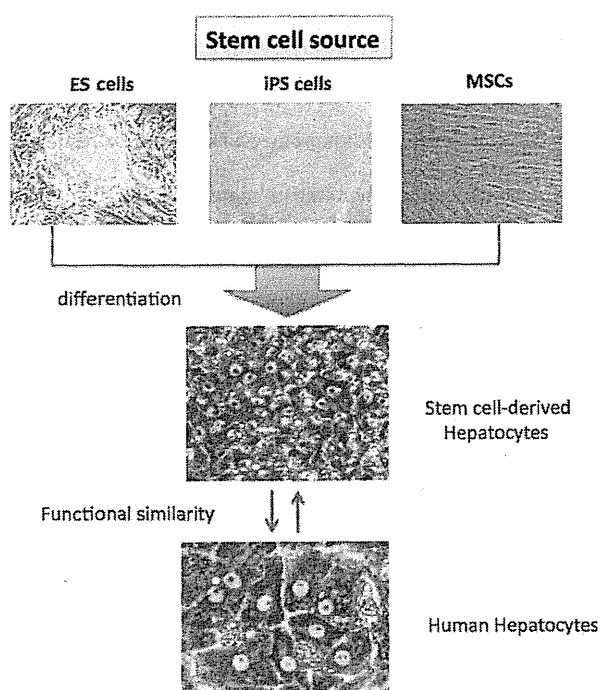 Stem cell source
ES cells
iPS cells
MSCs
differentiation
Stem cell-derived
Hepatocytes
Functional similarity
Human Hepatocytes